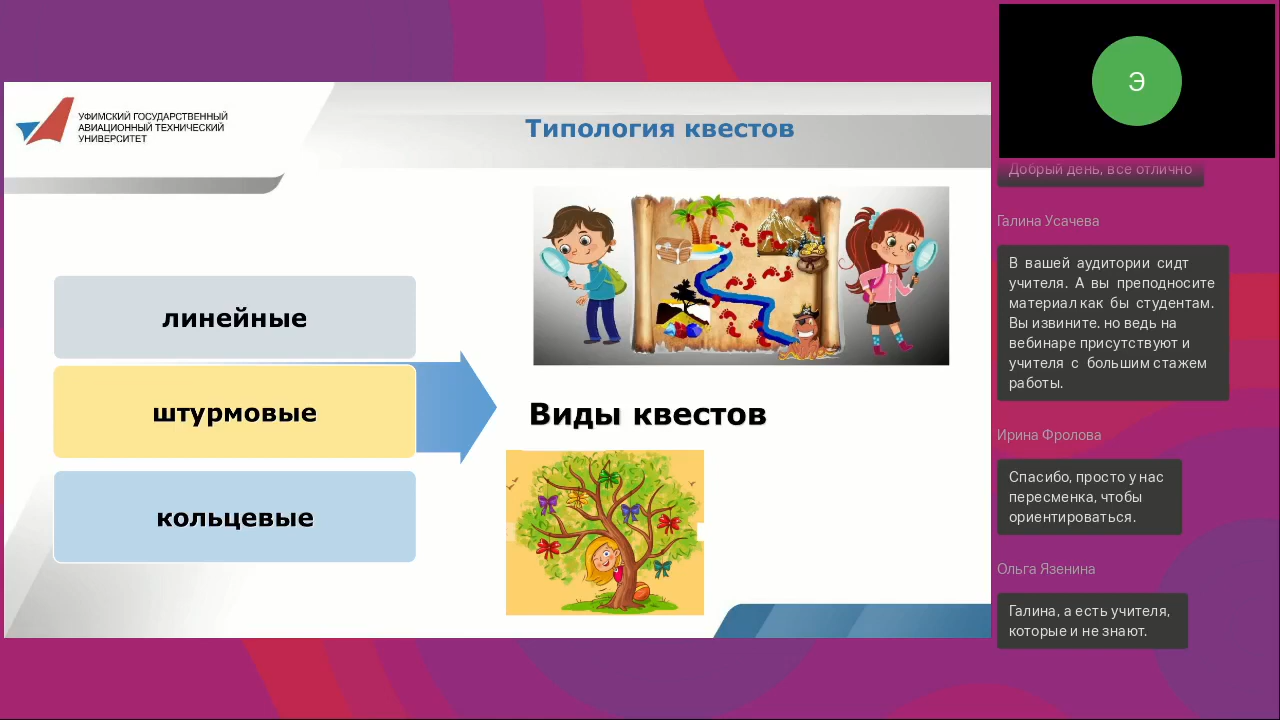 УФИМСКИЙ ГОСУДАРСТВЕННЫЙ
АВИАЦИОННЫЙ ТЕХНИЧЕСКИЙ
УНИВЕРСИТЕТ
Типология квестов
линейные
штурмовые
кольцевые
Виды квестов
Э
Добрый день, все отлично
Галина Усачева
В вашей аудитории сидт
учителя. А вы преподносите
материал как бы студентам.
Вы извините. но ведь на
вебинаре присутствуют и
учителя с большим стажем
работы.
Ирина Фролова
Спасибо, просто у нас
пересменка, чтобы
ориентироваться.
Ольга Язенина
Галина, а есть учителя,
которые и не знают.